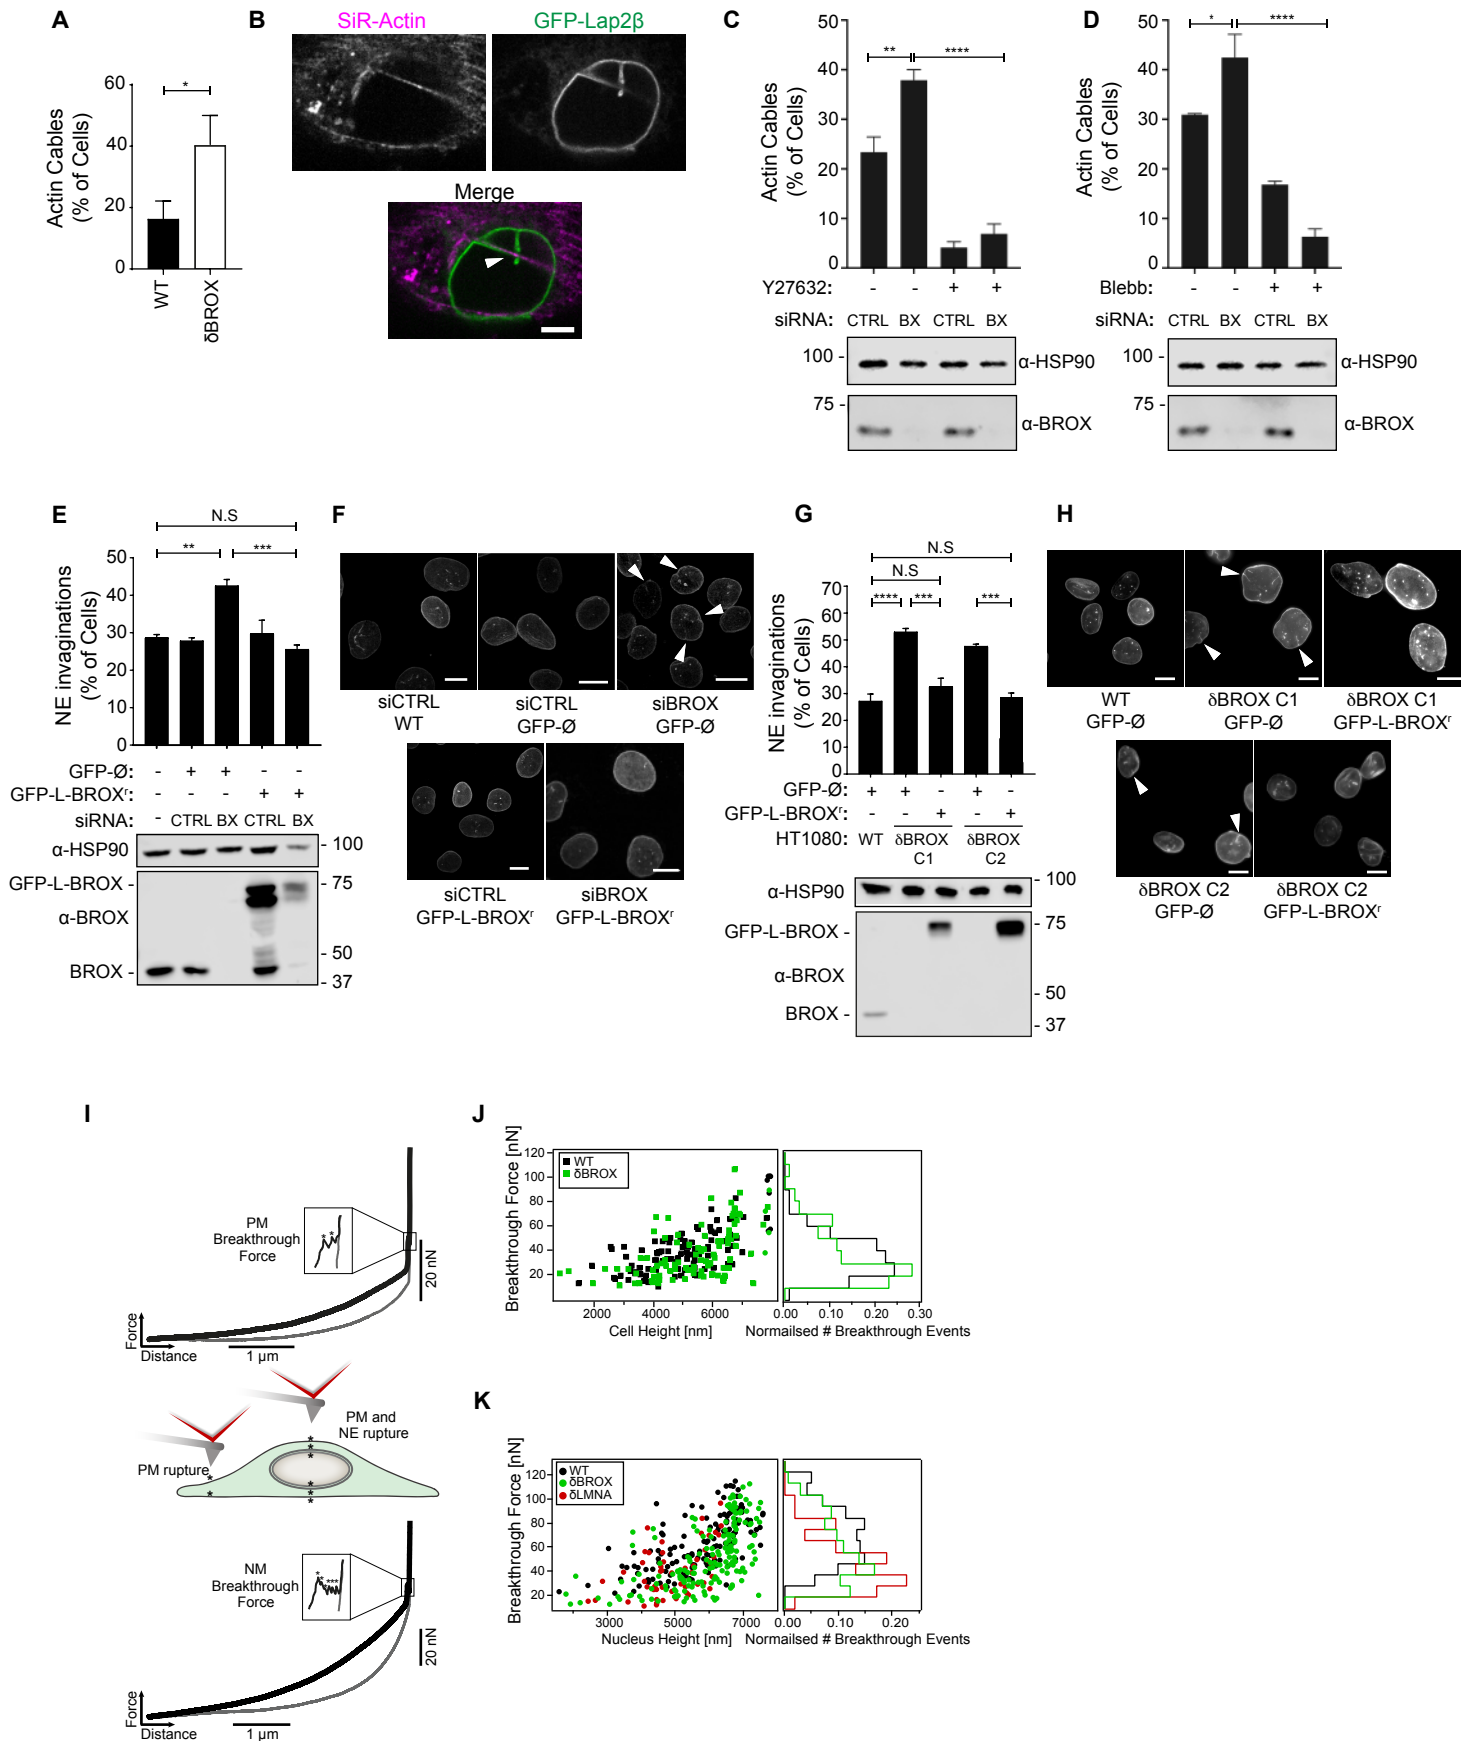 A
Actin Cables
(% of Cells)
60
40
20
0
*
WT
δBROX
B
SiR-Actin
GFP-Lap2β
Merge
C
Actin Cables
(% of Cells)
50
40
30
20
10
0
**
****
Y27632: - - + +
siRNA: CTRL BX CTRL BX
100 -
α-HSP90
75 -
α-BROX
D
Actin Cables
(% of Cells)
50
40
30
20
10
0
*
****
Blebb: - - + +
siRNA: CTRL BX CTRL BX
100 -
α-HSP90
75 -
α-BROX
E
N.S
**
***
NE invaginations
(% of Cells)
50
40
30
20
10
0
GFP-Ø: - + + - -
GFP-L-BROXʳ: - - - + +
siRNA: - CTRL BX CTRL BX
α-HSP90
- 100
GFP-L-BROX -
- 75
α-BROX
- 50
BROX -
- 37
F
siCTRL
WT
siCTRL
GFP-Ø
siBROX
GFP-Ø
siCTRL
GFP-L-BROXʳ
siBROX
GFP-L-BROXʳ
G
N.S
N.S
****
***
***
NE invaginations
(% of Cells)
70
60
50
40
30
20
10
0
GFP-Ø: + + - + -
GFP-L-BROXʳ: - - + - +
HT1080: WT δBROX δBROX
C1 C2
α-HSP90
- 100
GFP-L-BROX -
- 75
α-BROX
- 50
BROX -
- 37
H
WT
GFP-Ø
δBROX C1
GFP-Ø
δBROX C1
GFP-L-BROXʳ
δBROX C2
GFP-Ø
δBROX C2
GFP-L-BROXʳ
I
PM
Breakthrough
Force
* *
20 nN
Force
Distance
1 µm
PM and
NE rupture
PM rupture
NM
Breakthrough
Force
20 nN
Force
Distance
1 µm
J
Breakthrough Force [nN]
120
100
80
60
40
20
WT
δBROX
2000 4000 6000
Cell Height [nm]
0.00 0.10 0.20 0.30
Normalised # Breakthrough Events
K
Breakthrough Force [nN]
120
100
80
60
40
20
WT
δBROX
δLMNA
3000 5000 7000
Nucleus Height [nm]
0.00 0.10 0.20
Normalised # Breakthrough Events